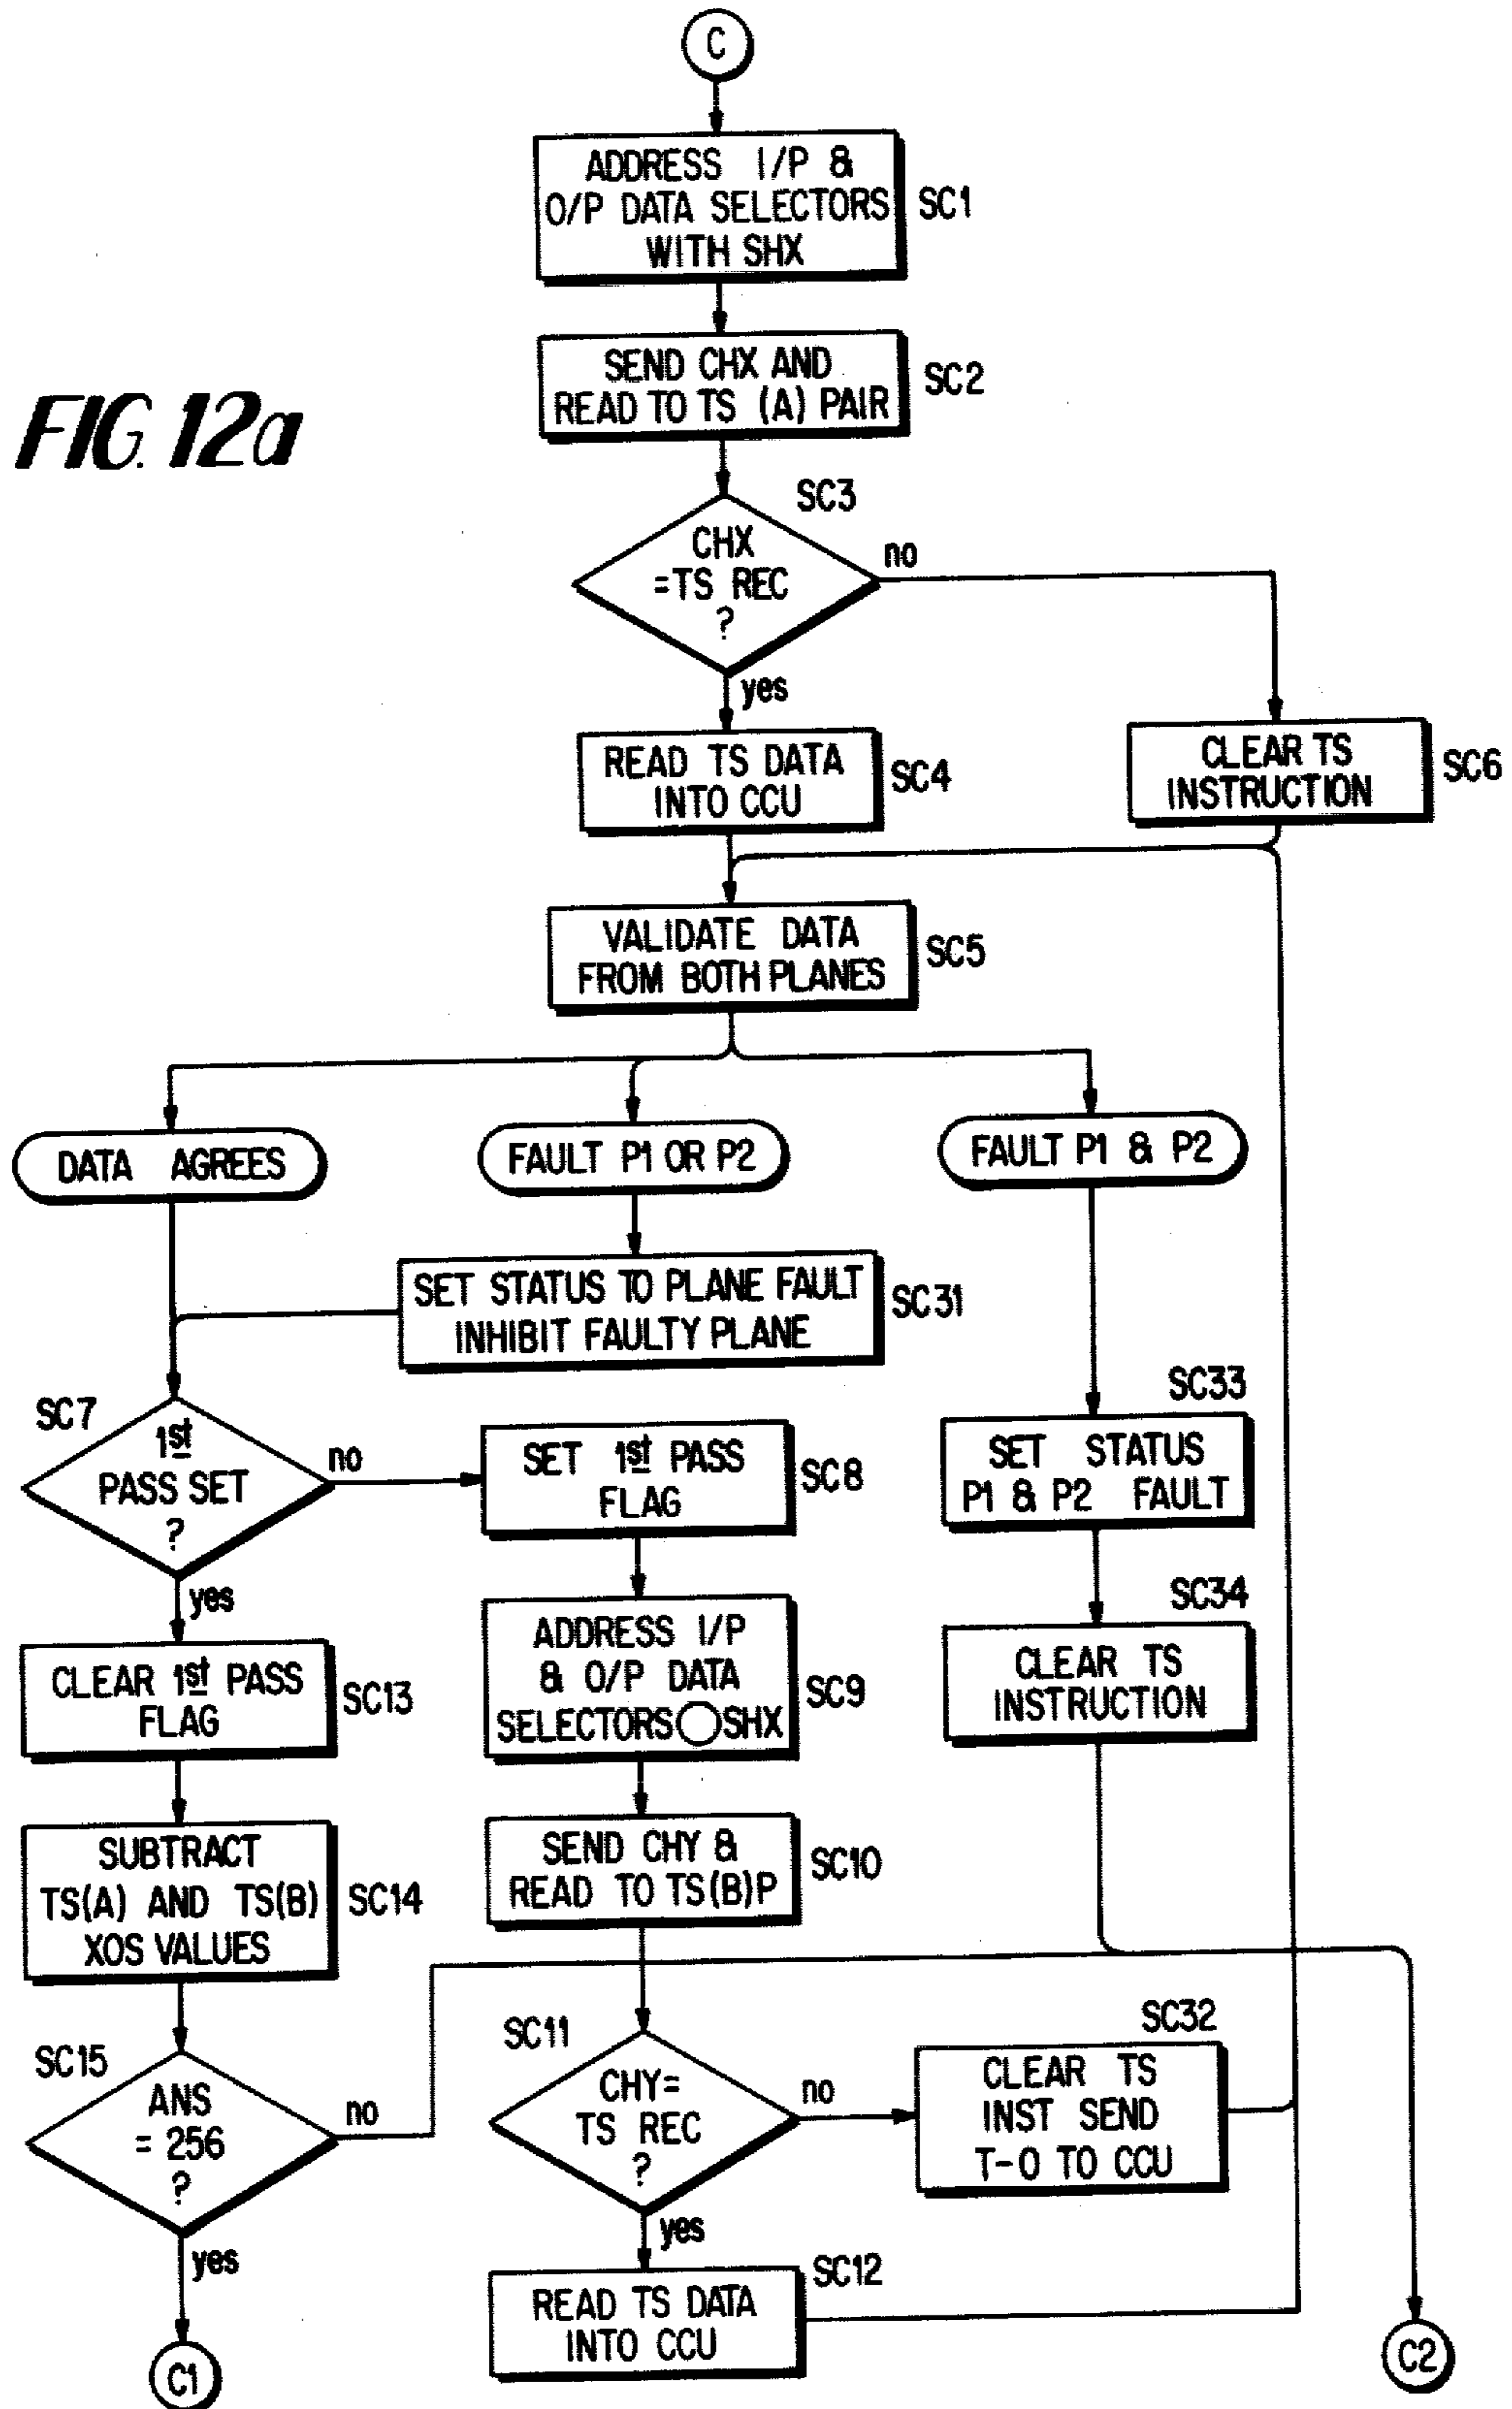 C
ADDRESS I/P &
O/P DATA SELECTORS
WITH SHX
SC1
SEND CHX AND
READ TO TS (A) PAIR
SC2
FIG. 12a
SC3
CHX
=TS REC
?
no
yes
READ TS DATA
INTO CCU
SC4
CLEAR TS
INSTRUCTION
SC6
VALIDATE DATA
FROM BOTH PLANES
SC5
DATA AGREES
FAULT P1 OR P2
FAULT P1 & P2
SET STATUS TO PLANE FAULT
INHIBIT FAULTY PLANE
SC31
SC7
1st
PASS SET
?
no
yes
SET 1st PASS
FLAG
SC8
SC33
SET STATUS
P1 & P2 FAULT
ADDRESS I/P
& O/P DATA
SELECTORS SHX
SC9
SC34
CLEAR TS
INSTRUCTION
CLEAR 1st PASS
FLAG
SC13
SEND CHY &
READ TO TS(B)P
SC10
SUBTRACT
TS(A) AND TS(B)
XOS VALUES
SC14
SC11
CHY=
TS REC
?
no
yes
SC32
CLEAR TS
INST SEND
T-0 TO CCU
SC15
ANS
= 256
?
no
yes
SC12
READ TS DATA
INTO CCU
C1
C2